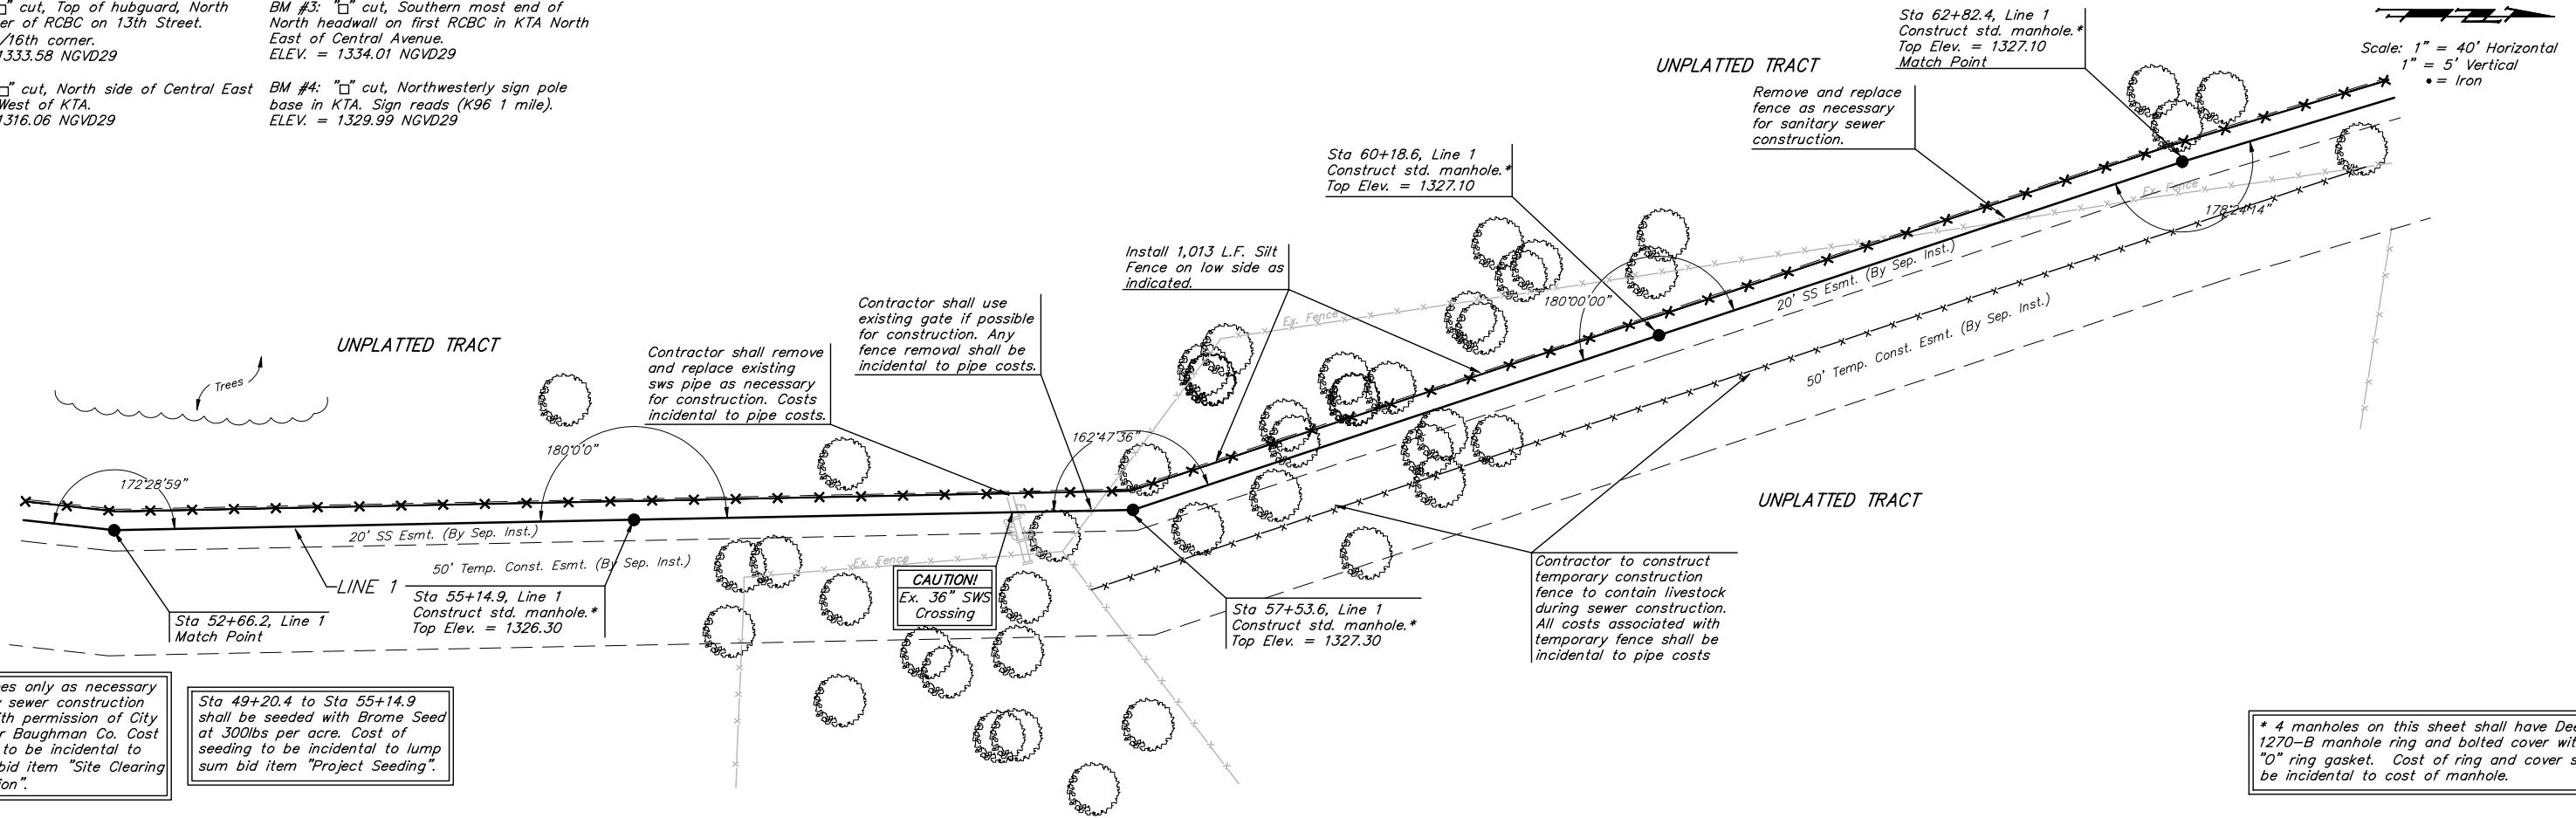 "□" cut, Top of hubguard, North
er of RCBC on 13th Street.
/16th corner.
1333.58 NGVD29
□" cut, North side of Central East
West of KTA.
1316.06 NGVD29
BM #3: "□" cut, Southern most end of
North headwall on first RCBC in KTA North
East of Central Avenue.
ELEV. = 1334.01 NGVD29
BM #4: "□" cut, Northwesterly sign pole
base in KTA. Sign reads (K96 1 mile).
ELEV. = 1329.99 NGVD29
Sta 62+82.4, Line 1
Construct std. manhole.*
Top Elev. = 1327.10
Match Point
Scale: 1" = 40' Horizontal
1" = 5' Vertical
• = Iron
UNPLATTED TRACT
Remove and replace
fence as necessary
for sanitary sewer
construction.
Sta 60+18.6, Line 1
Construct std. manhole.*
Top Elev. = 1327.10
Ex. Fence
178°24'14"
Install 1,013 L.F. Silt
Fence on low side as
indicated.
20' SS Esmt. (By Sep. Inst.)
180°00'00"
Contractor shall use
existing gate if possible
for construction. Any
fence removal shall be
incidental to pipe costs.
Ex. Fence
50' Temp. Const. Esmt. (By Sep. Inst.)
UNPLATTED TRACT
Contractor shall remove
and replace existing
sws pipe as necessary
for construction. Costs
incidental to pipe costs.
Trees
162°47'36"
180°0'0"
172°28'59"
UNPLATTED TRACT
20' SS Esmt. (By Sep. Inst.)
50' Temp. Const. Esmt. (By Sep. Inst.)
Ex. Fence
LINE 1
CAUTION!
Ex. 36" SWS
Crossing
Contractor to construct
temporary construction
fence to contain livestock
during sewer construction.
All costs associated with
temporary fence shall be
incidental to pipe costs
Sta 52+66.2, Line 1
Match Point
Sta 55+14.9, Line 1
Construct std. manhole.*
Top Elev. = 1326.30
Sta 57+53.6, Line 1
Construct std. manhole.*
Top Elev. = 1327.30
es only as necessary
sewer construction
ith permission of City
r Baughman Co. Cost
to be incidental to
bid item "Site Clearing
ion".
Sta 49+20.4 to Sta 55+14.9
shall be seeded with Brome Seed
at 300lbs per acre. Cost of
seeding to be incidental to lump
sum bid item "Project Seeding".
* 4 manholes on this sheet shall have Dee
1270-B manhole ring and bolted cover wit
"O" ring gasket. Cost of ring and cover s
be incidental to cost of manhole.